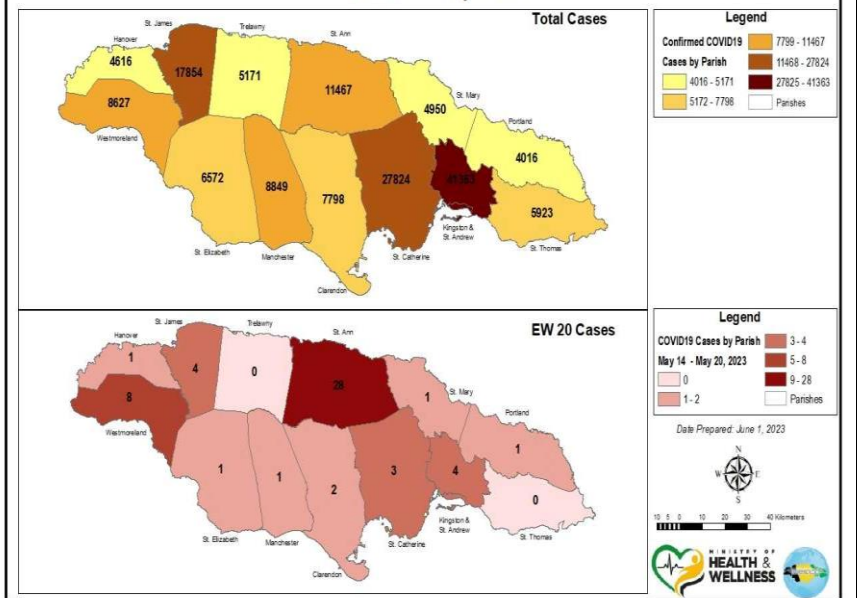 Total Cases
St. James
Trelawny
St. Ann
Hanover
4616
17854
5171
11467
8627
4950
St. Mary
Portland
Westmoreland
4016
6572
8849
7798
27824
41363
5923
Kingston &
St. Andrew
St. Thomas
St. Elizabeth
Manchester
St. Catherine
Clarendon
Legend
Confirmed COVID19
Cases by Parish
4016 - 5171
5172 - 7798
7799 - 11467
11468 - 27824
27825 - 41363
Parishes
EW 20 Cases
St. James
Trelawny
St. Ann
Hanover
1
4
0
28
8
1
St. Mary
Portland
Westmoreland
1
1
1
2
3
4
0
Kingston &
St. Andrew
St. Thomas
St. Elizabeth
Manchester
St. Catherine
Clarendon
Legend
COVID19 Cases by Parish
May 14 - May 20, 2023
0
1 - 2
3 - 4
5 - 8
9 - 28
Parishes
Date Prepared: June 1, 2023
N
W
E
S
10 5 0 10 20 30 40 Kilometers
MINISTRY OF
HEALTH &
WELLNESS